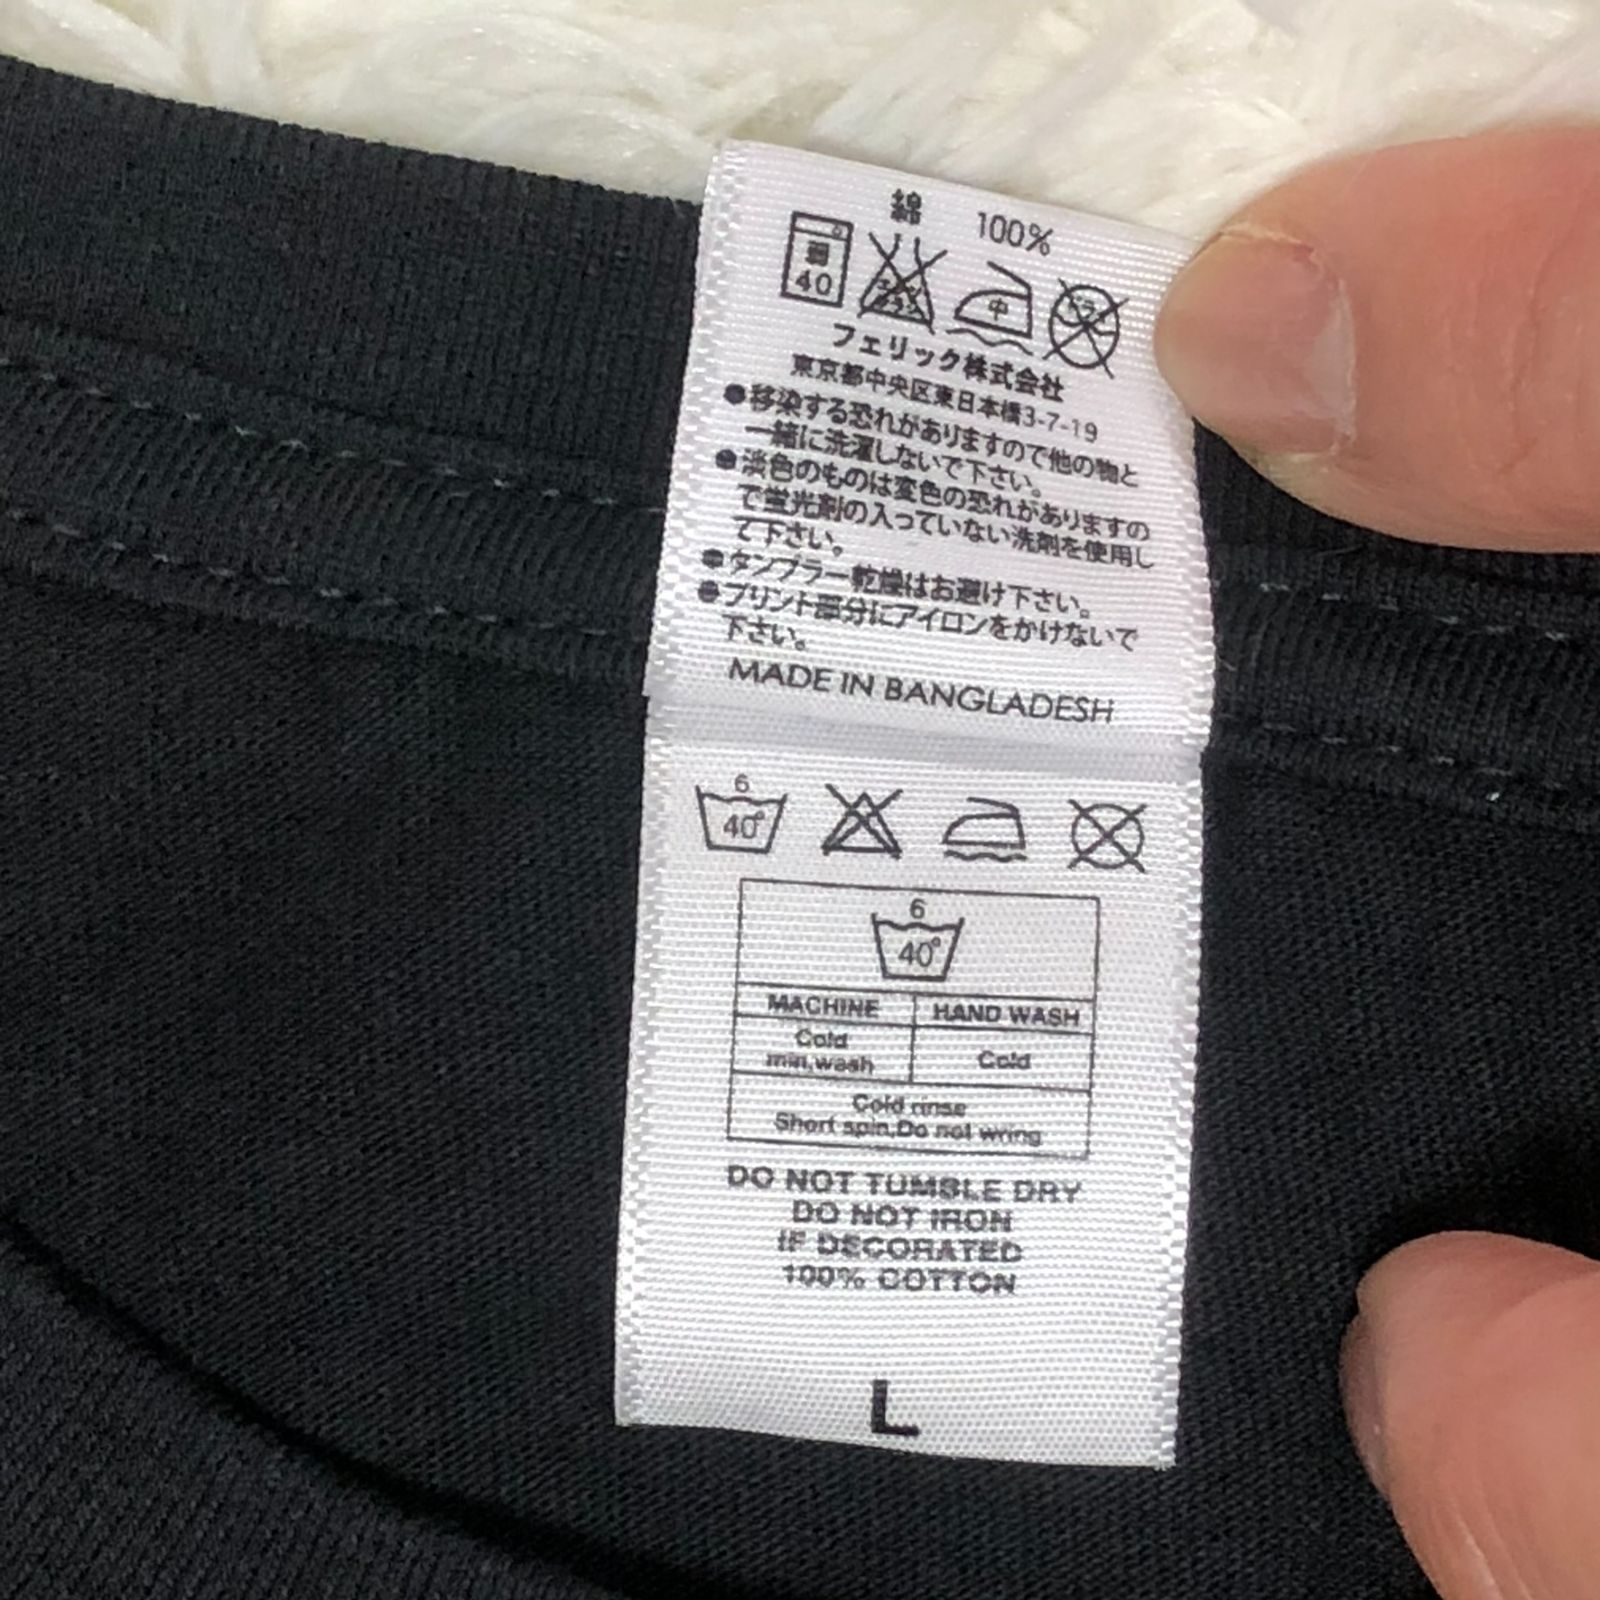 綿 100%
40 中
フェリック株式会社
東京都中央区東日本橋3-7-19
●移染する恐れがありますので他の物と
一緒に洗濯しないで下さい。
●淡色のものは変色の恐れがありますの
で蛍光剤の入っていない洗剤を使用し
て下さい。
●タンブラー乾燥はお避け下さい。
●プリント部分にアイロンをかけないで
下さい。
MADE IN BANGLADESH
6
40°
6
40°
MACHINE HAND WASH
Cold
min.wash Cold
Cold rinse
Short spin,Do not wring
DO NOT TUMBLE DRY
DO NOT IRON
IF DECORATED
100% COTTON
L